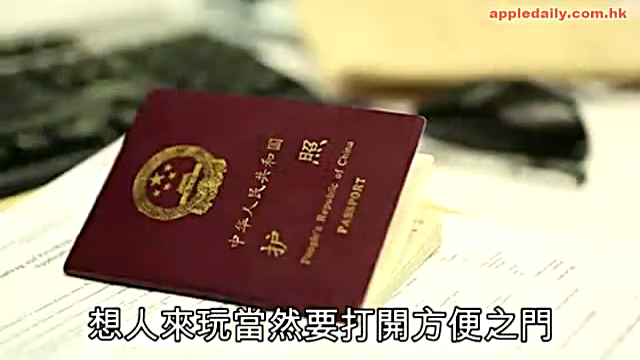 appledaily.com.hk
中华人民共和国
护照
People's Republic of China
PASSPORT
想人來玩當然要打開方便之門